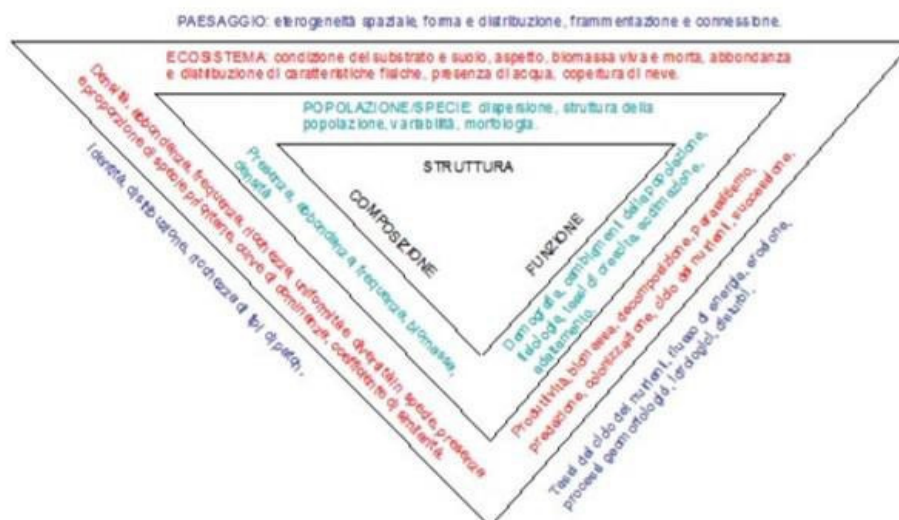 PAESAGGIO: eterogeneità spaziale, forma e distribuzione, frammentazione e connessione.
ECOSISTEMA: condizione del substrato e suolo, aspetto, biomassa viva e morta, abbondanza
e distribuzione di caratteristiche fisiche, presenza di acqua, copertura di neve.
POPOLAZIONE/SPECIE: dispersione, struttura della
popolazione, variabilità, morfologia.
STRUTTURA
COMPOSIZIONE
FUNZIONE
Presenza, abbondanza, frequenza, biomassa,
densità
Densità, abbondanza, frequenza, ricchezza, uniformità e diversità in specie, presenza
e proporzione di specie prioritarie, curve di dominanza, coefficiente di similarità.
Identità, distribuzione, ricchezza di tipi di patch.
Demografia, cambiamenti della popolazione,
fisiologia, tassi di crescita, acclimazione,
adattamento.
Produttività, biomassa, decomposizione, parassitismo,
predazione, colonizzazione, ciclo dei nutrienti, successione.
Tassi del ciclo dei nutrienti, flusso di energia, erosione,
processi geomorfologici, idrologici, disturbi.